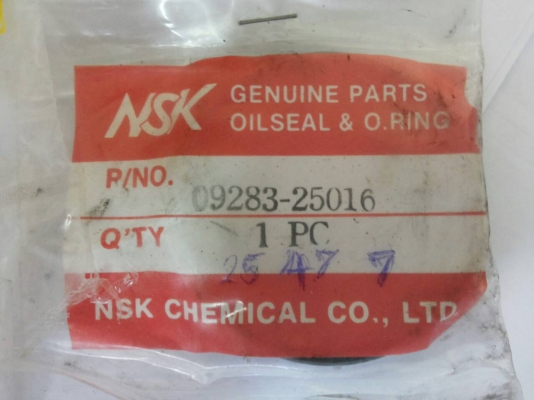 NSK GENUINE PARTS
OILSEAL & O.RING
P/NO. 09283-25016
Q'TY 1 PC
25 47 7
NSK CHEMICAL CO., LTD